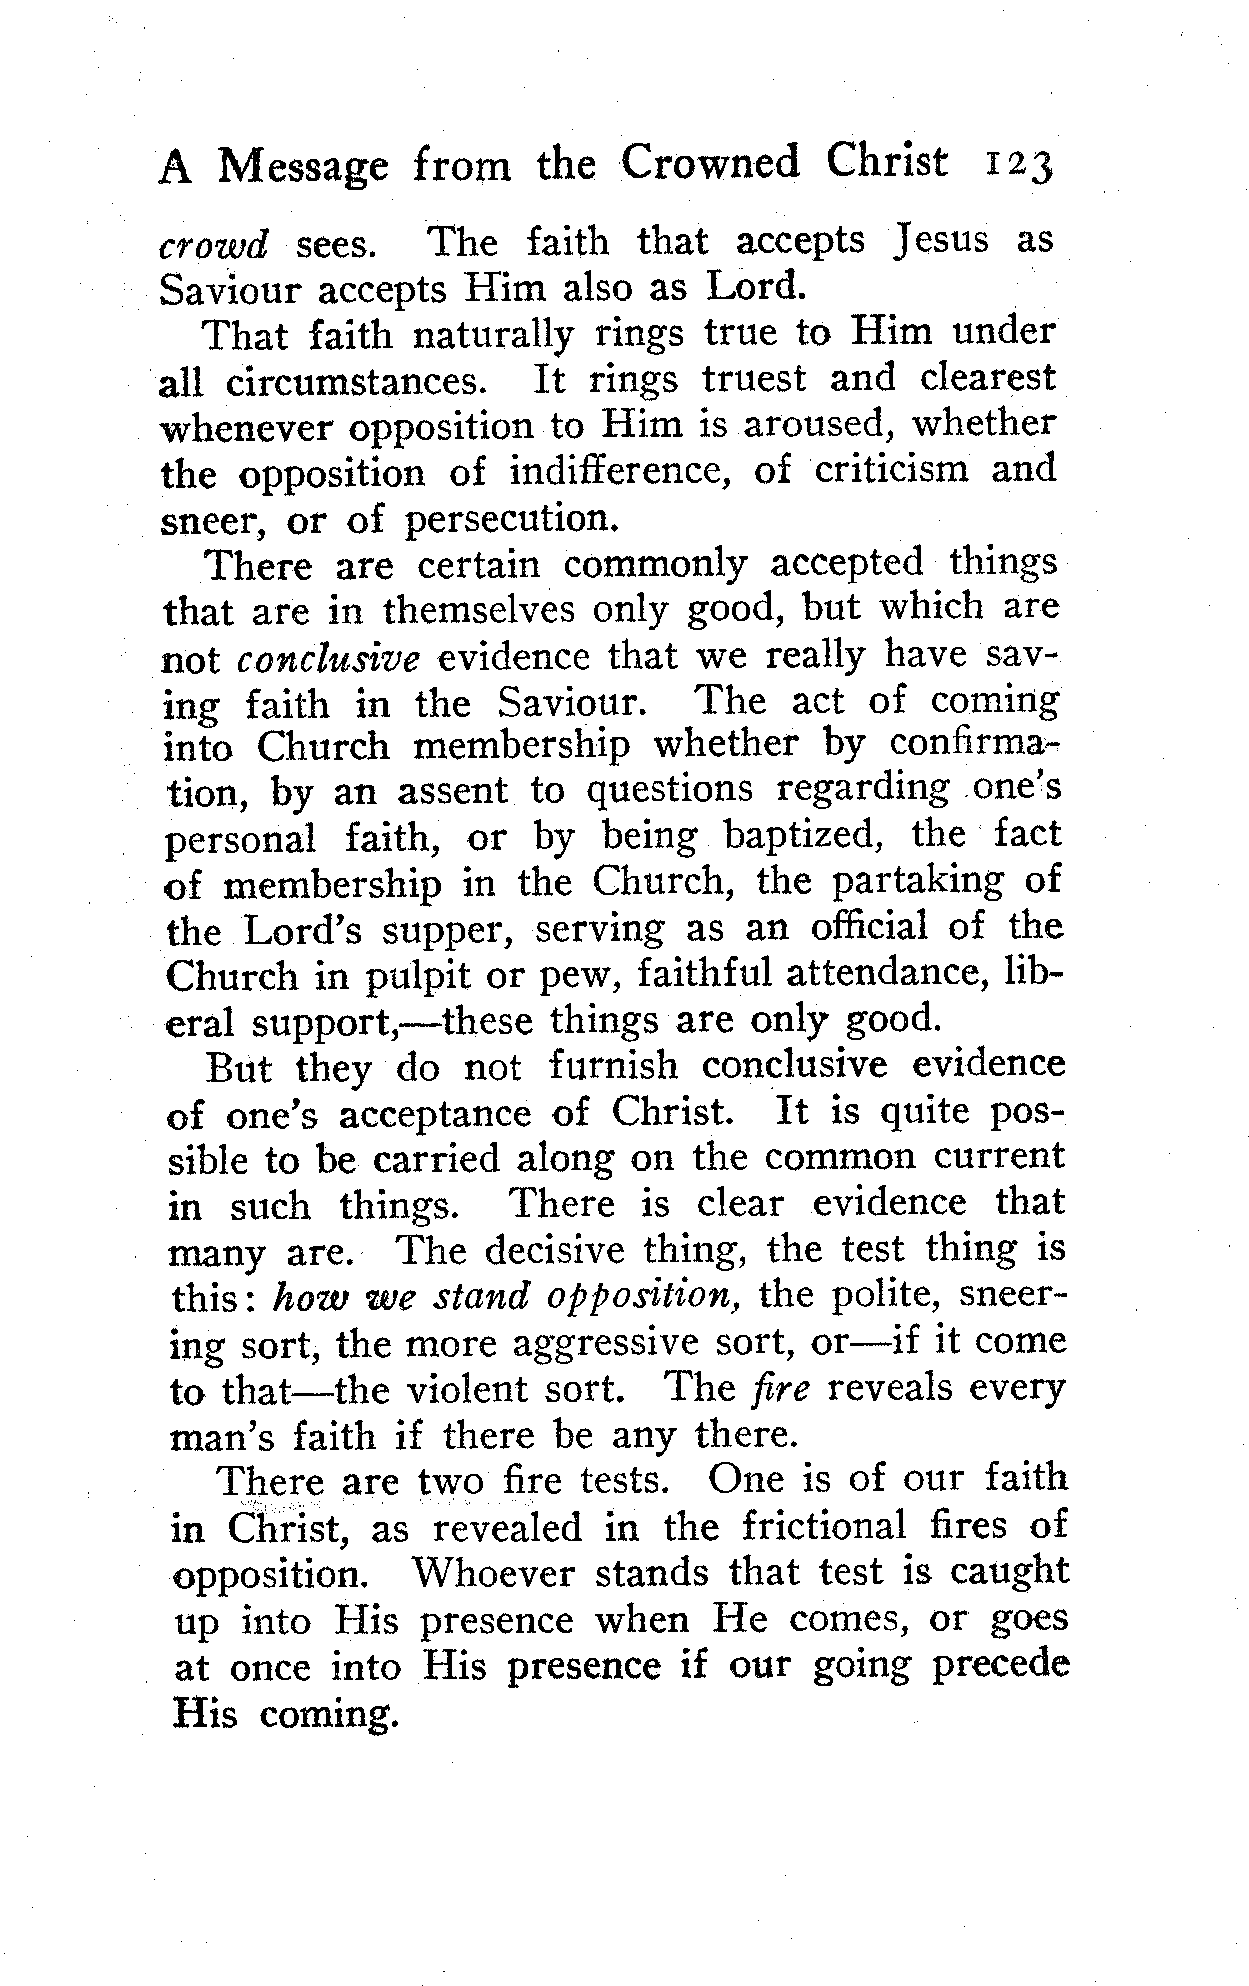 A Message from the Crowned Christ 123
crowd sees. The faith that accepts Jesus as
Saviour accepts Him also as Lord.
That faith naturally rings true to Him under
all circumstances. It rings truest and clearest
whenever opposition to Him is aroused, whether
the opposition of indifference, of criticism and
sneer, or of persecution.
There are certain commonly accepted things
that are in themselves only good, but which are
not conclusive evidence that we really have sav-
ing faith in the Saviour. The act of coming
into Church membership whether by confirma-
tion, by an assent to questions regarding one's
personal faith, or by being baptized, the fact
of membership in the Church, the partaking of
the Lord's supper, serving as an official of the
Church in pulpit or pew, faithful attendance, lib-
eral support,—these things are only good.
But they do not furnish conclusive evidence
of one's acceptance of Christ. It is quite pos-
sible to be carried along on the common current
in such things. There is clear evidence that
many are. The decisive thing, the test thing is
this: how we stand opposition, the polite, sneer-
ing sort, the more aggressive sort, or—if it come
to that—the violent sort. The fire reveals every
man's faith if there be any there.
There are two fire tests. One is of our faith
in Christ, as revealed in the frictional fires of
opposition. Whoever stands that test is caught
up into His presence when He comes, or goes
at once into His presence if our going precede
His coming.